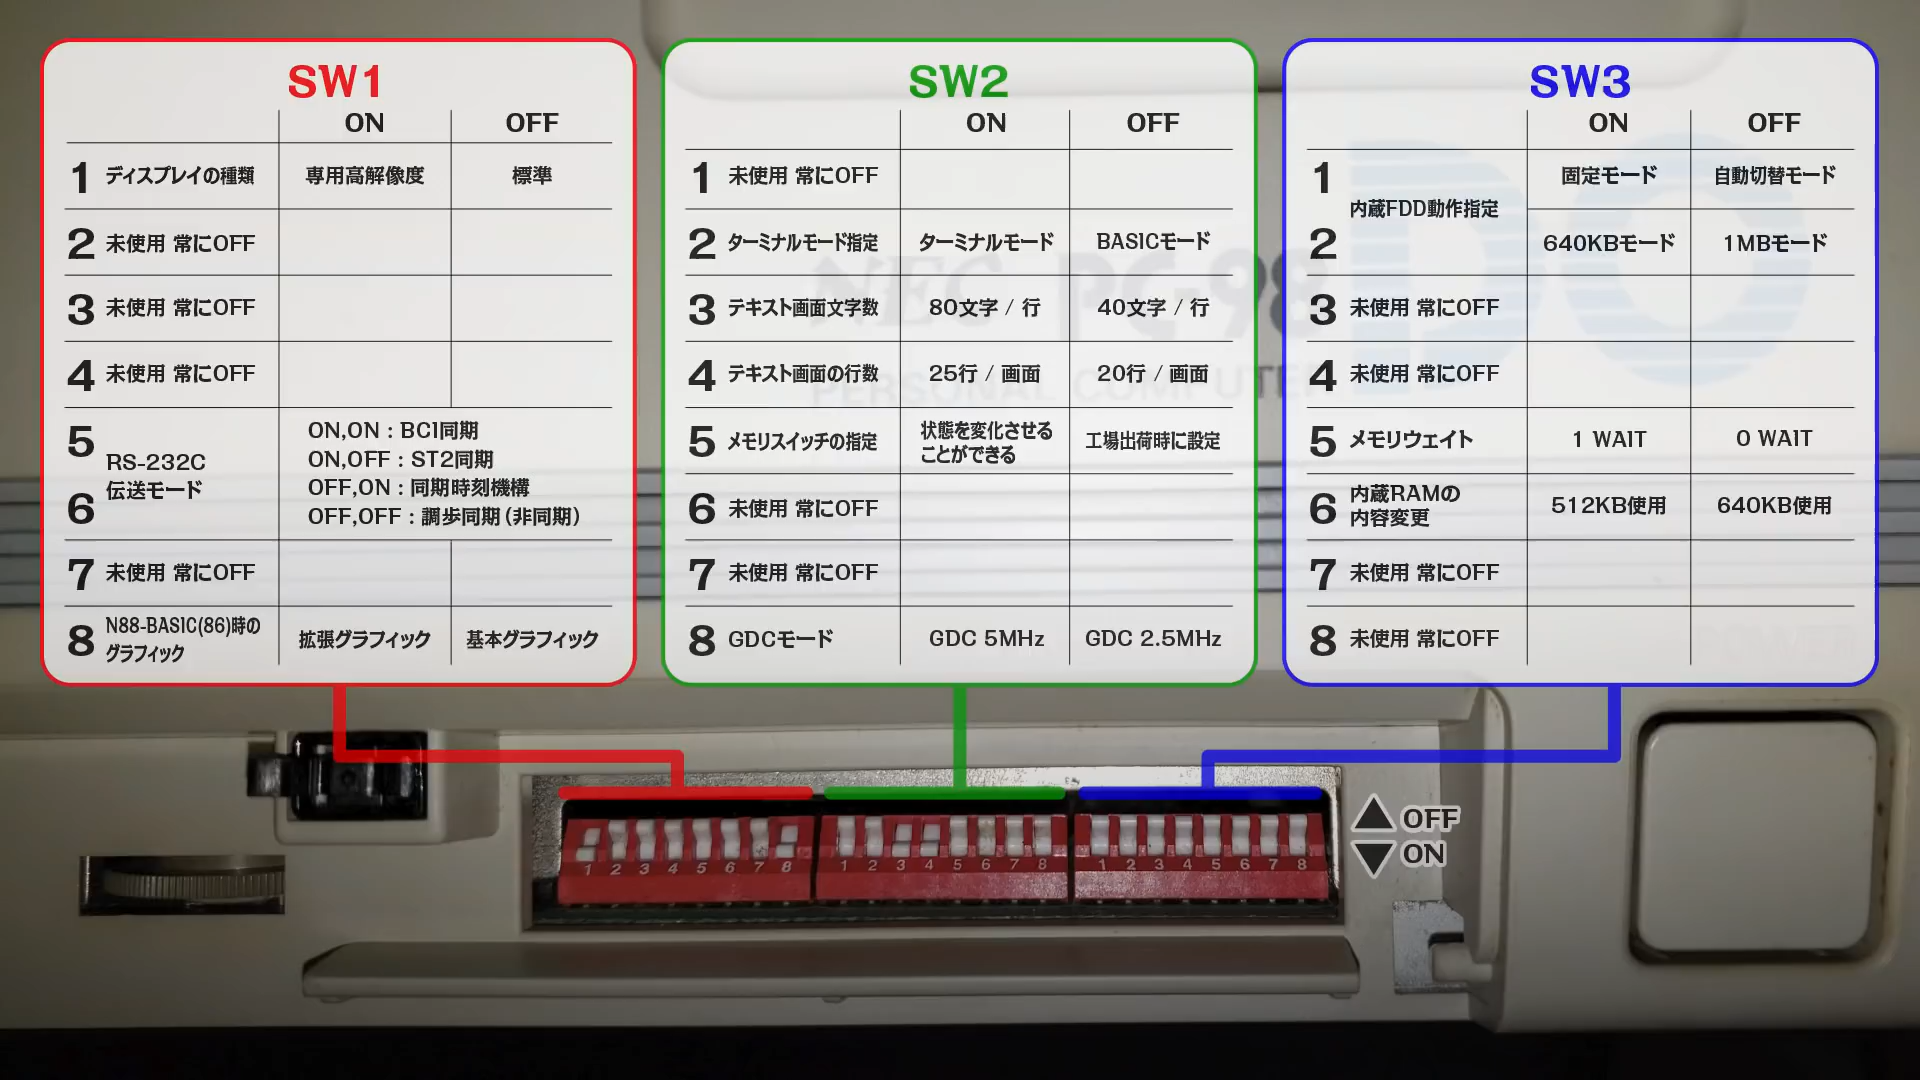 SW1
ON OFF
1 ディスプレイの種類 専用高解像度 標準
2 未使用 常にOFF
3 未使用 常にOFF
4 未使用 常にOFF
5
6
RS-232C
伝送モード
ON,ON : BCI同期
ON,OFF : ST2同期
OFF,ON : 同期時刻機構
OFF,OFF : 調歩同期(非同期)
7 未使用 常にOFF
8 N88-BASIC(86)時の
グラフィック
拡張グラフィック 基本グラフィック
SW2
ON OFF
1 未使用 常にOFF
2 ターミナルモード指定 ターミナルモード BASICモード
3 テキスト画面文字数 80文字 / 行 40文字 / 行
4 テキスト画面の行数 25行 / 画面 20行 / 画面
5 メモリスイッチの指定 状態を変化させる
ことができる
工場出荷時に設定
6 未使用 常にOFF
7 未使用 常にOFF
8 GDCモード GDC 5MHz GDC 2.5MHz
SW3
ON OFF
1 固定モード 自動切替モード
内蔵FDD動作指定
2 640KBモード 1MBモード
3 未使用 常にOFF
4 未使用 常にOFF
5 メモリウェイト 1 WAIT 0 WAIT
6 内蔵RAMの
内容変更
512KB使用 640KB使用
7 未使用 常にOFF
8 未使用 常にOFF
NEC PC-98 DO
PERSONAL COMPUTER
POWER
▲ OFF
▼ ON
1 2 3 4 5 6 7 8
1 2 3 4 5 6 7 8
1 2 3 4 5 6 7 8